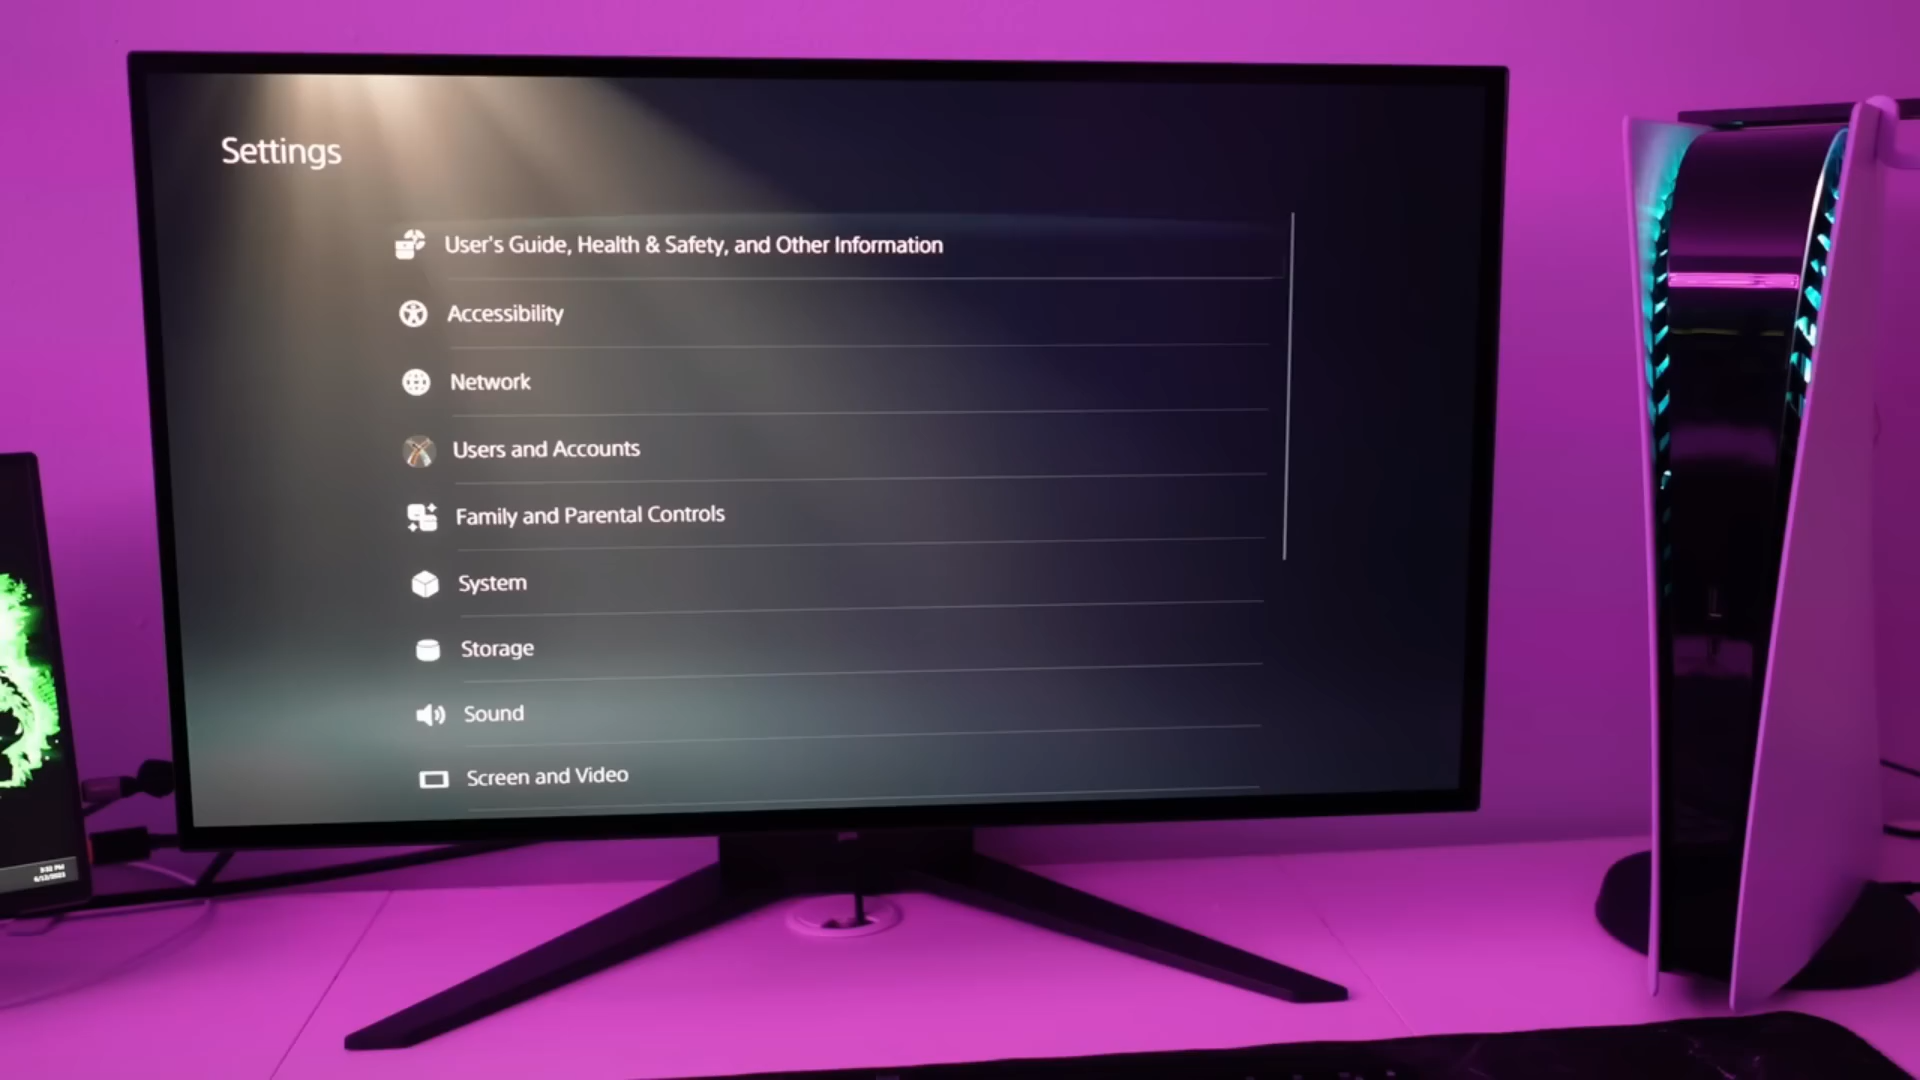 Settings
User's Guide, Health & Safety, and Other Information
Accessibility
Network
Users and Accounts
Family and Parental Controls
System
Storage
Sound
Screen and Video